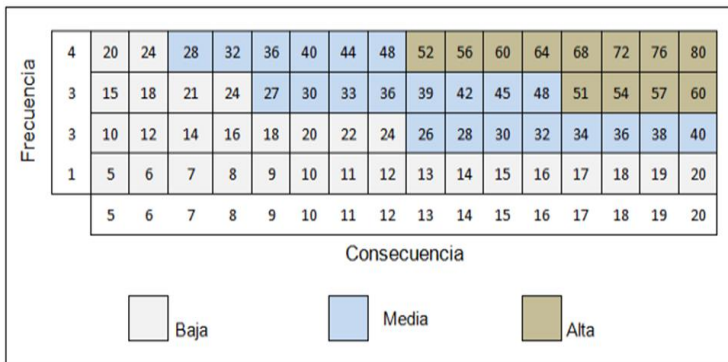 Frecuencia
4 20 24 28 32 36 40 44 48 52 56 60 64 68 72 76 80
3 15 18 21 24 27 30 33 36 39 42 45 48 51 54 57 60
3 10 12 14 16 18 20 22 24 26 28 30 32 34 36 38 40
1 5 6 7 8 9 10 11 12 13 14 15 16 17 18 19 20
5 6 7 8 9 10 11 12 13 14 15 16 17 18 19 20
Consecuencia
Baja Media Alta